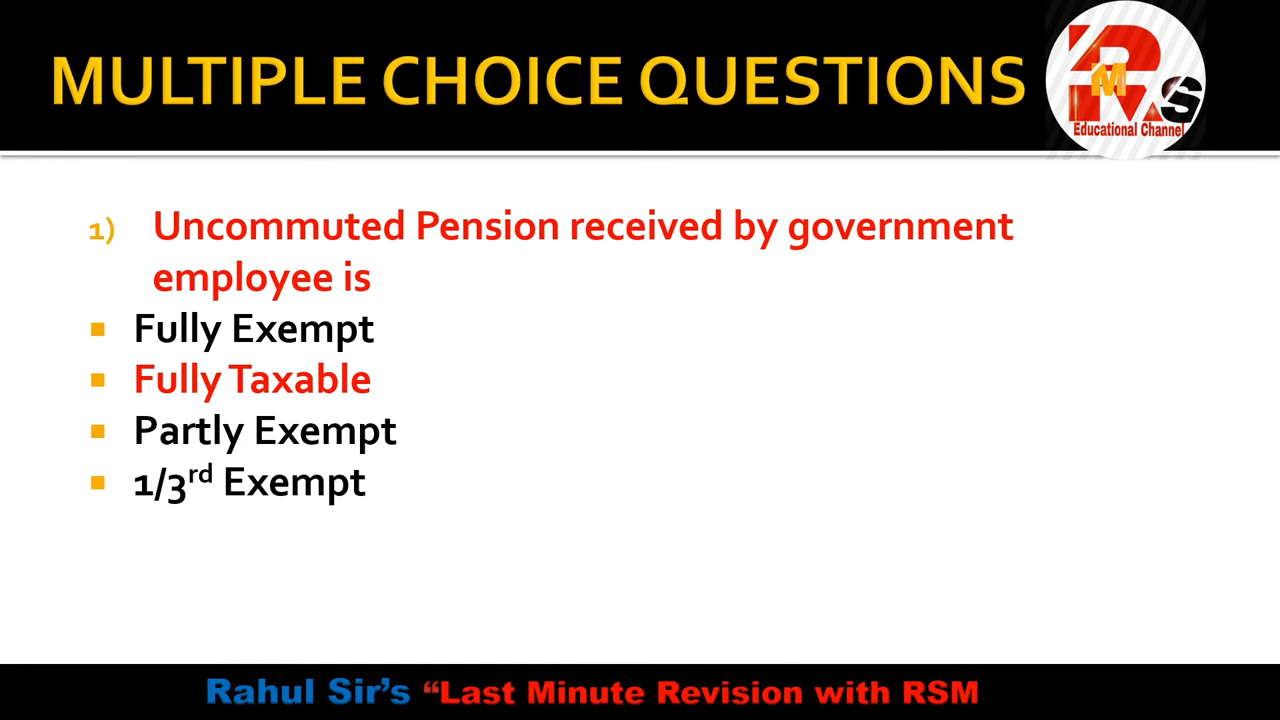 MULTIPLE CHOICE QUESTIONS
RMS
Educational Channel
1) Uncommuted Pension received by government
employee is
Fully Exempt
Fully Taxable
Partly Exempt
1/3rd Exempt
Rahul Sir's “Last Minute Revision with RSM